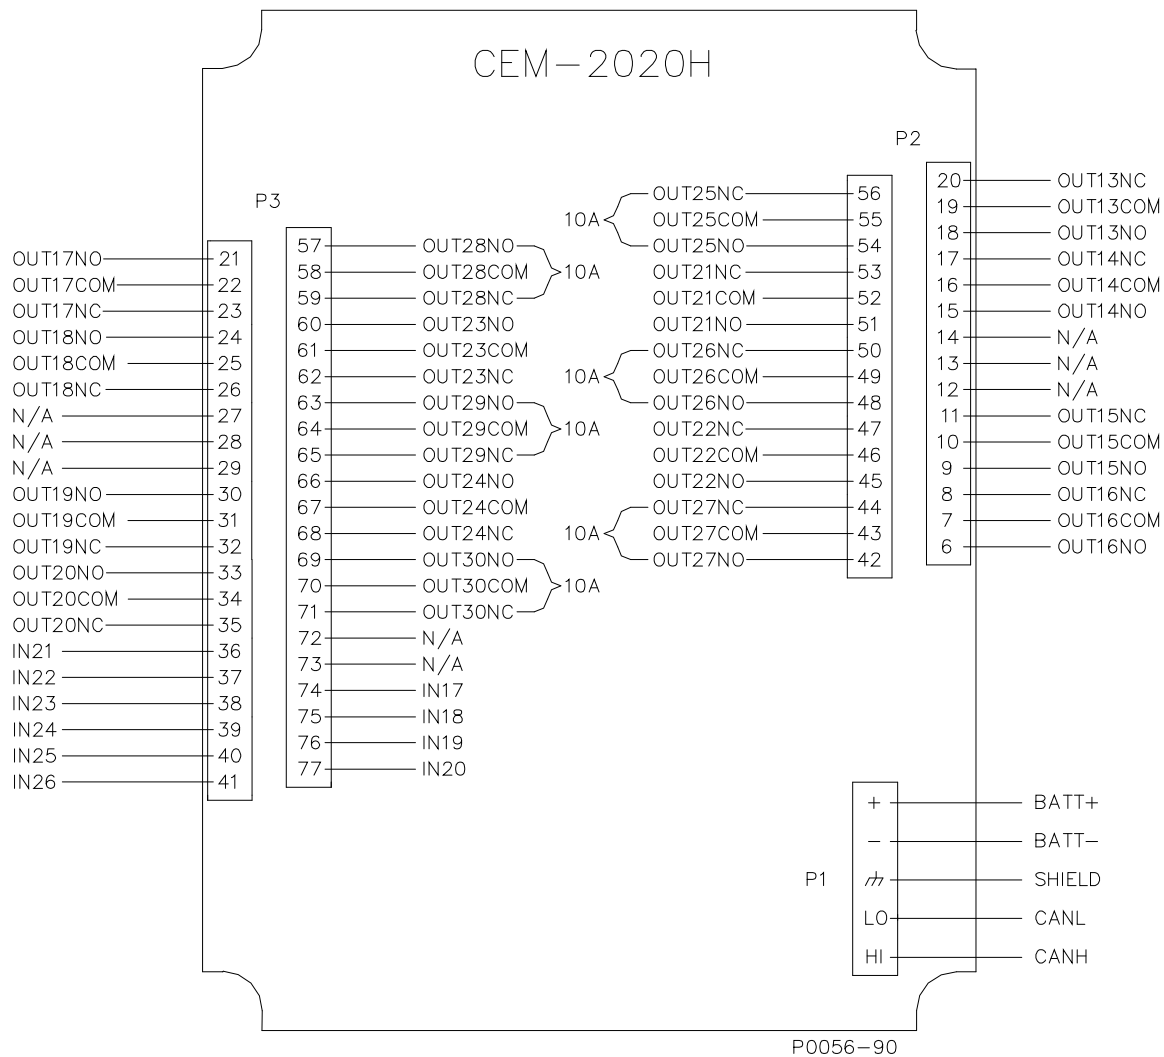 CEM-2020H
P2
P3
OUT17NO 21
OUT17COM 22
OUT17NC 23
OUT18NO 24
OUT18COM 25
OUT18NC 26
N/A 27
N/A 28
N/A 29
OUT19NO 30
OUT19COM 31
OUT19NC 32
OUT20NO 33
OUT20COM 34
OUT20NC 35
IN21 36
IN22 37
IN23 38
IN24 39
IN25 40
IN26 41
57 OUT28NO
58 OUT28COM 10A
59 OUT28NC
60 OUT23NO
61 OUT23COM
62 OUT23NC
63 OUT29NO
64 OUT29COM 10A
65 OUT29NC
66 OUT24NO
67 OUT24COM
68 OUT24NC
69 OUT30NO
70 OUT30COM 10A
71 OUT30NC
72 N/A
73 N/A
74 IN17
75 IN18
76 IN19
77 IN20
OUT25NC 56
10A OUT25COM 55
OUT25NO 54
OUT21NC 53
OUT21COM 52
OUT21NO 51
OUT26NC 50
10A OUT26COM 49
OUT26NO 48
OUT22NC 47
OUT22COM 46
OUT22NO 45
OUT27NC 44
10A OUT27COM 43
OUT27NO 42
20 OUT13NC
19 OUT13COM
18 OUT13NO
17 OUT14NC
16 OUT14COM
15 OUT14NO
14 N/A
13 N/A
12 N/A
11 OUT15NC
10 OUT15COM
9 OUT15NO
8 OUT16NC
7 OUT16COM
6 OUT16NO
P1
+ BATT+
- BATT-
SHIELD
LO CANL
HI CANH
P0056-90